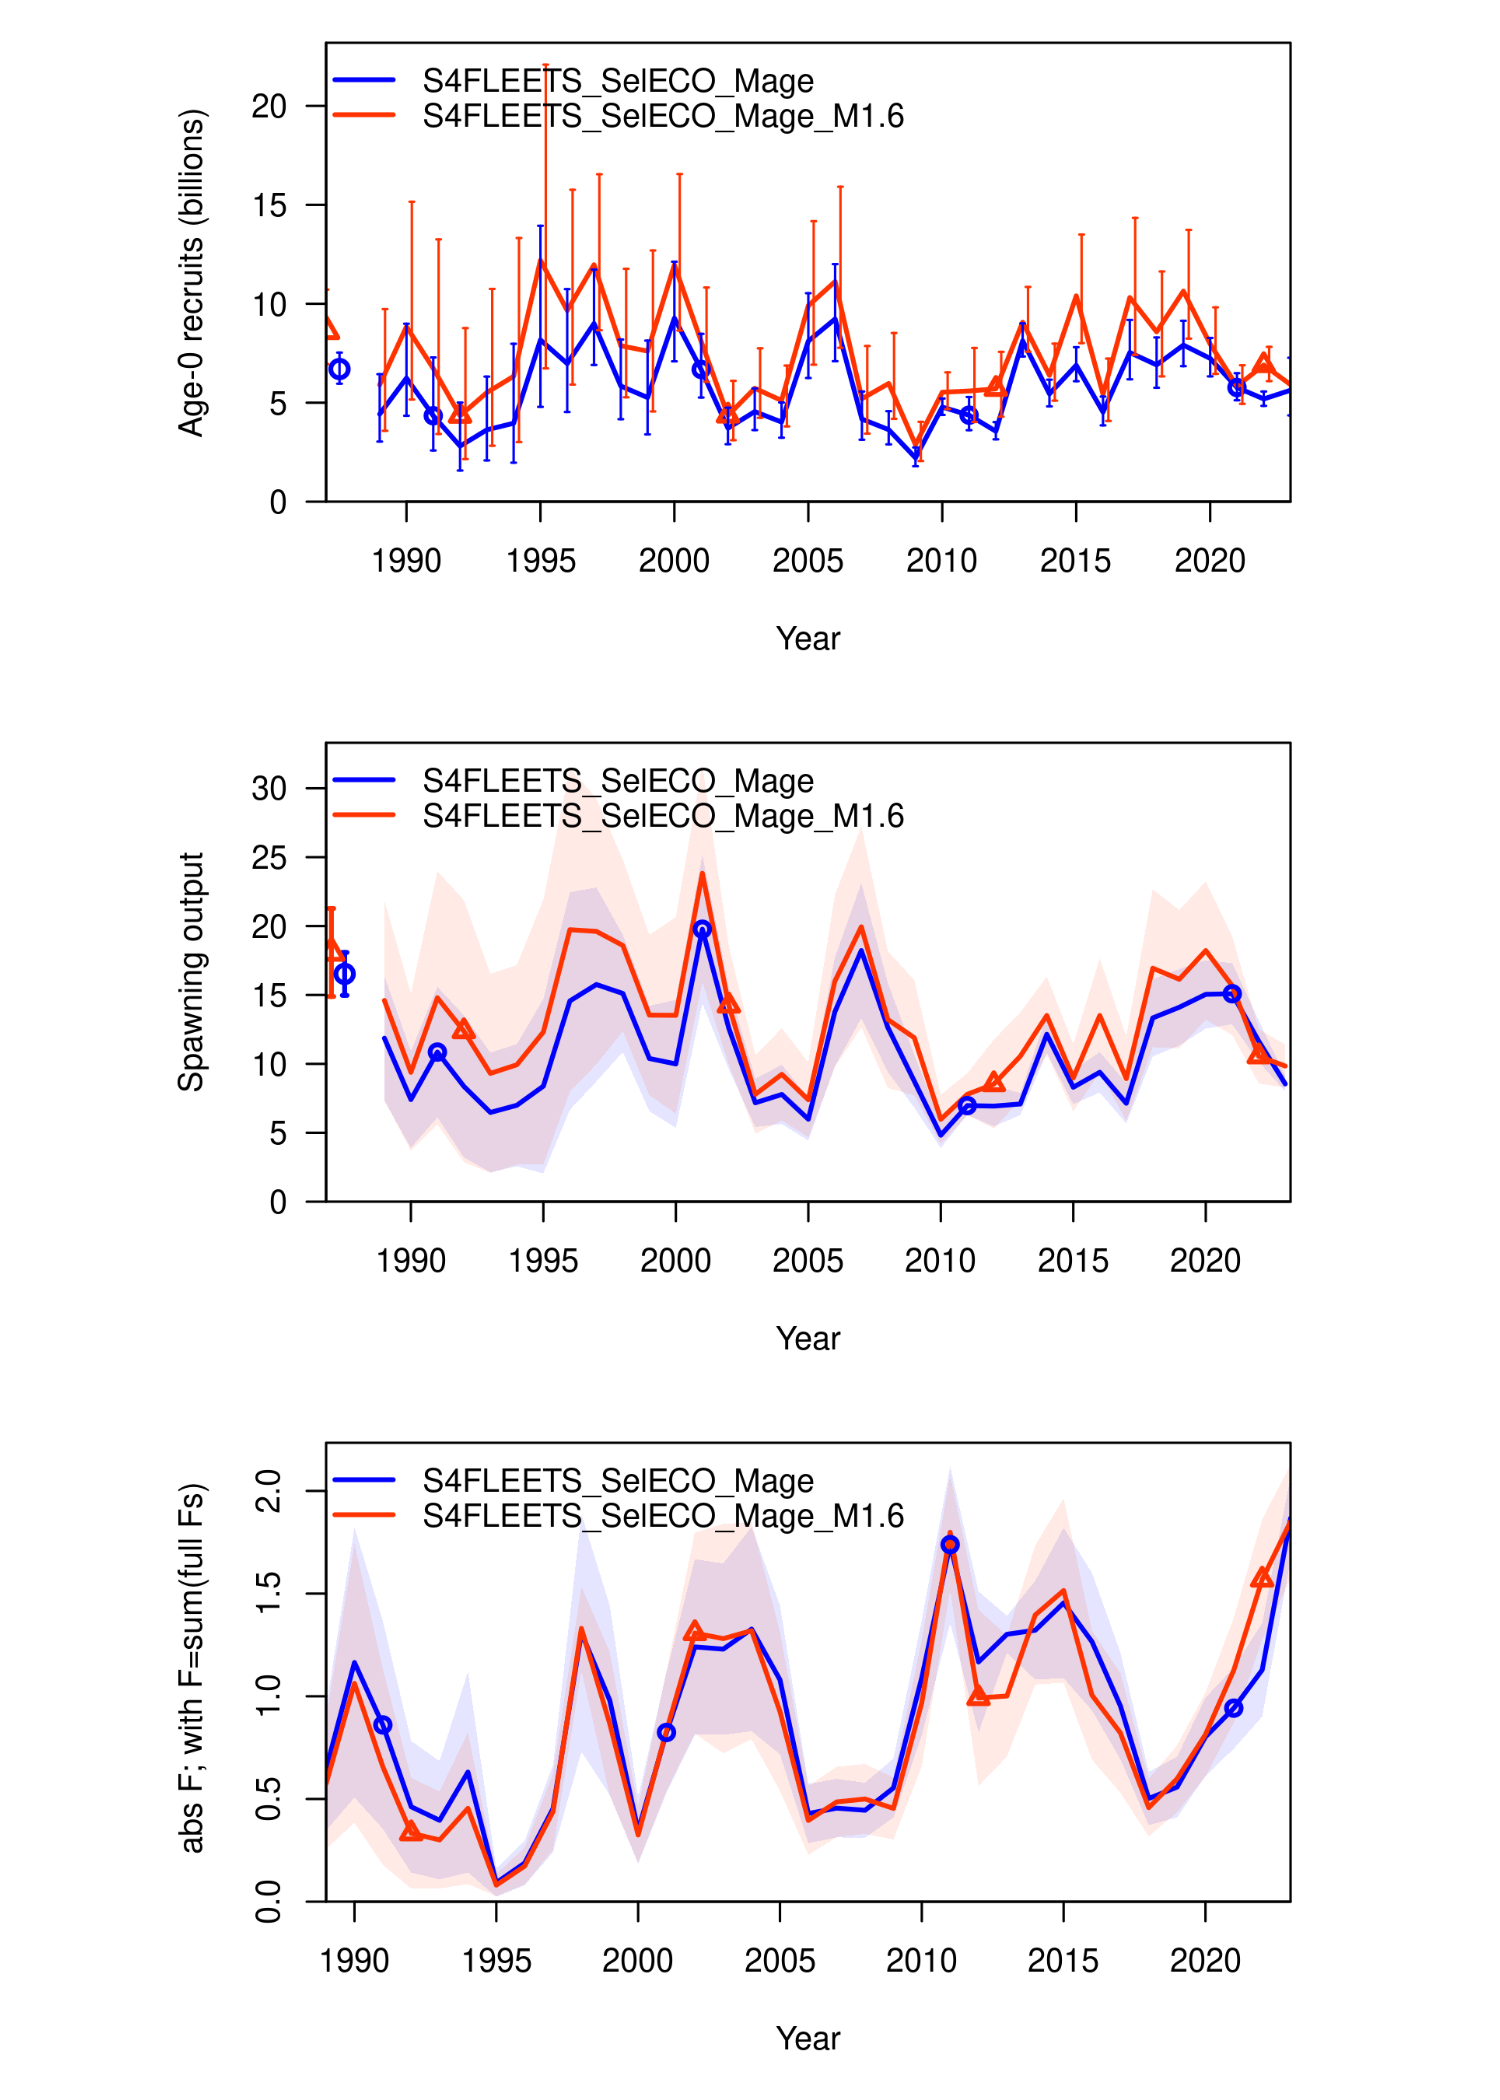 Age-0 recruits (billions)
S4FLEETS_SelECO_Mage
S4FLEETS_SelECO_Mage_M1.6
20
15
10
5
0
1990 1995 2000 2005 2010 2015 2020
Year
Spawning output
S4FLEETS_SelECO_Mage
S4FLEETS_SelECO_Mage_M1.6
30
25
20
15
10
5
0
1990 1995 2000 2005 2010 2015 2020
Year
abs F; with F=sum(full Fs)
S4FLEETS_SelECO_Mage
S4FLEETS_SelECO_Mage_M1.6
2.0
1.5
1.0
0.5
0.0
1990 1995 2000 2005 2010 2015 2020
Year